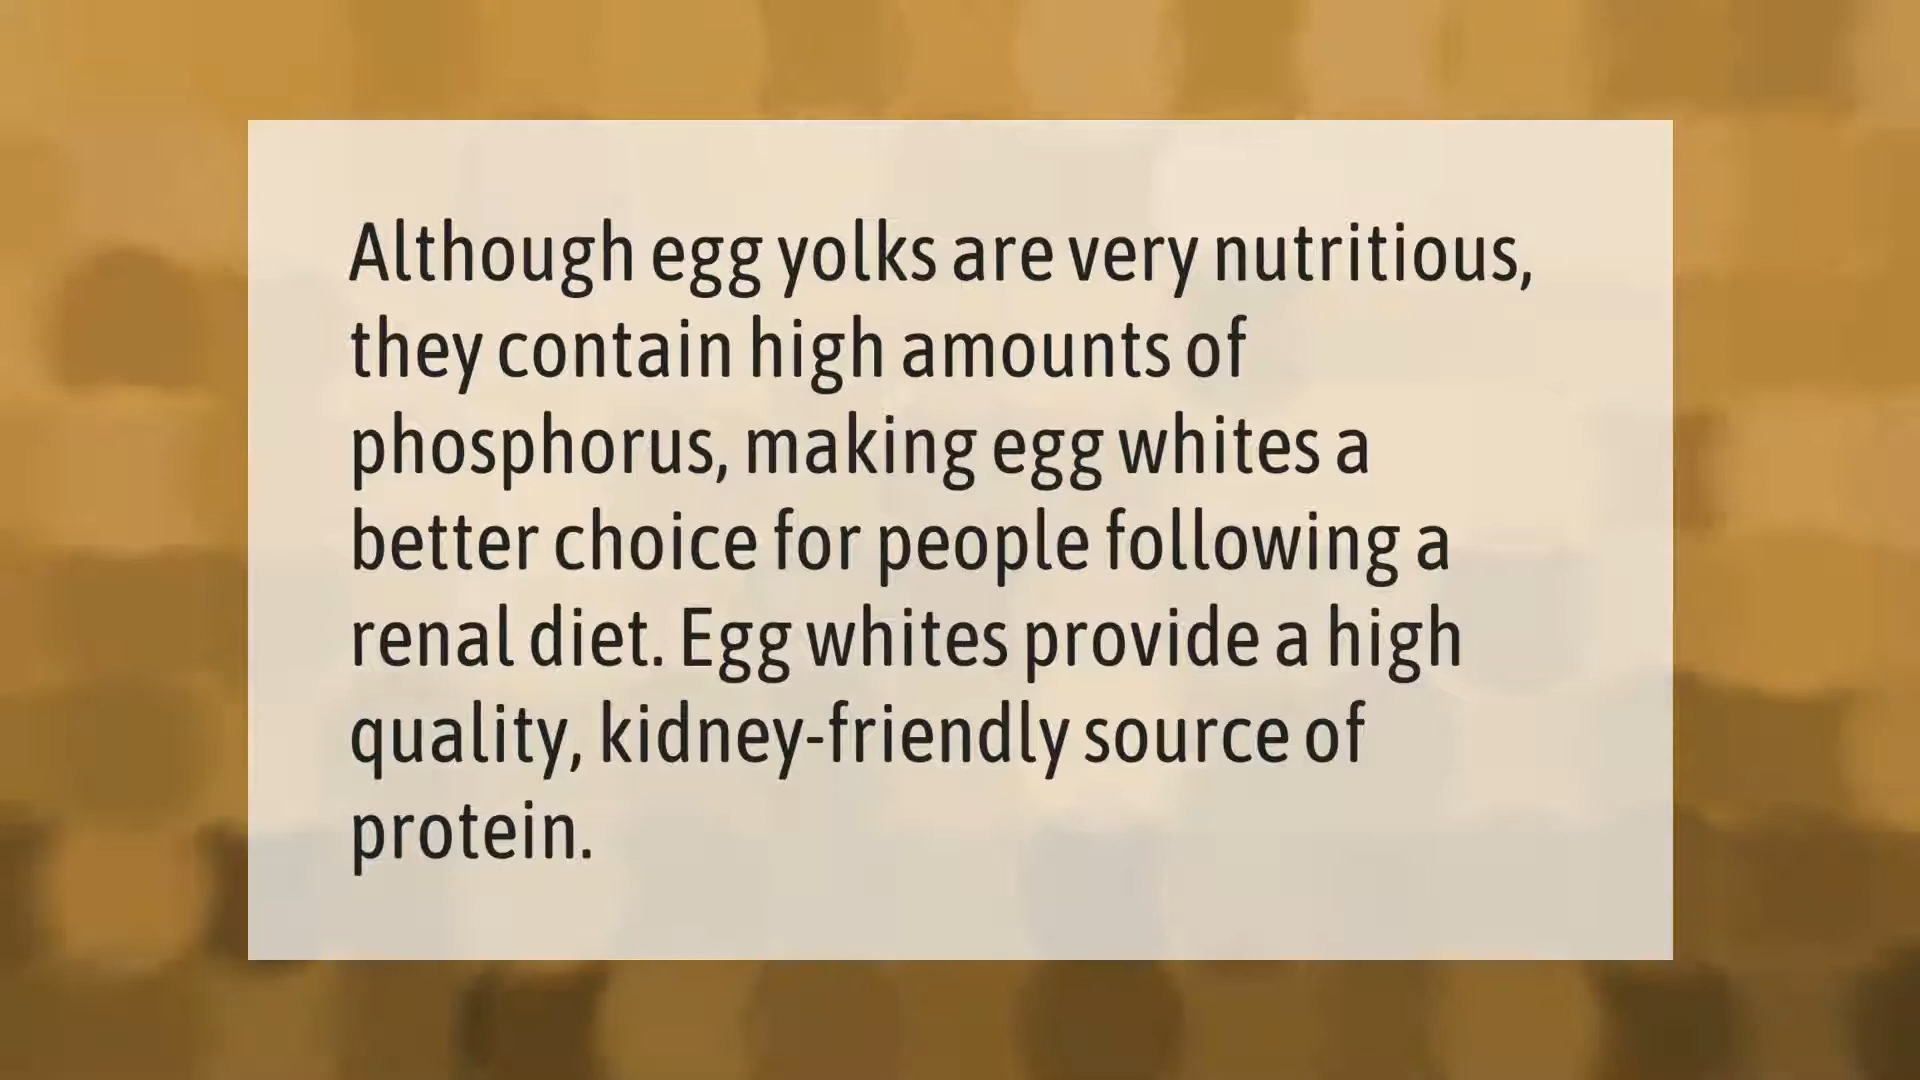 Although egg yolks are very nutritious,
they contain high amounts of
phosphorus, making egg whites a
better choice for people following a
renal diet. Egg whites provide a high
quality, kidney-friendly source of
protein.